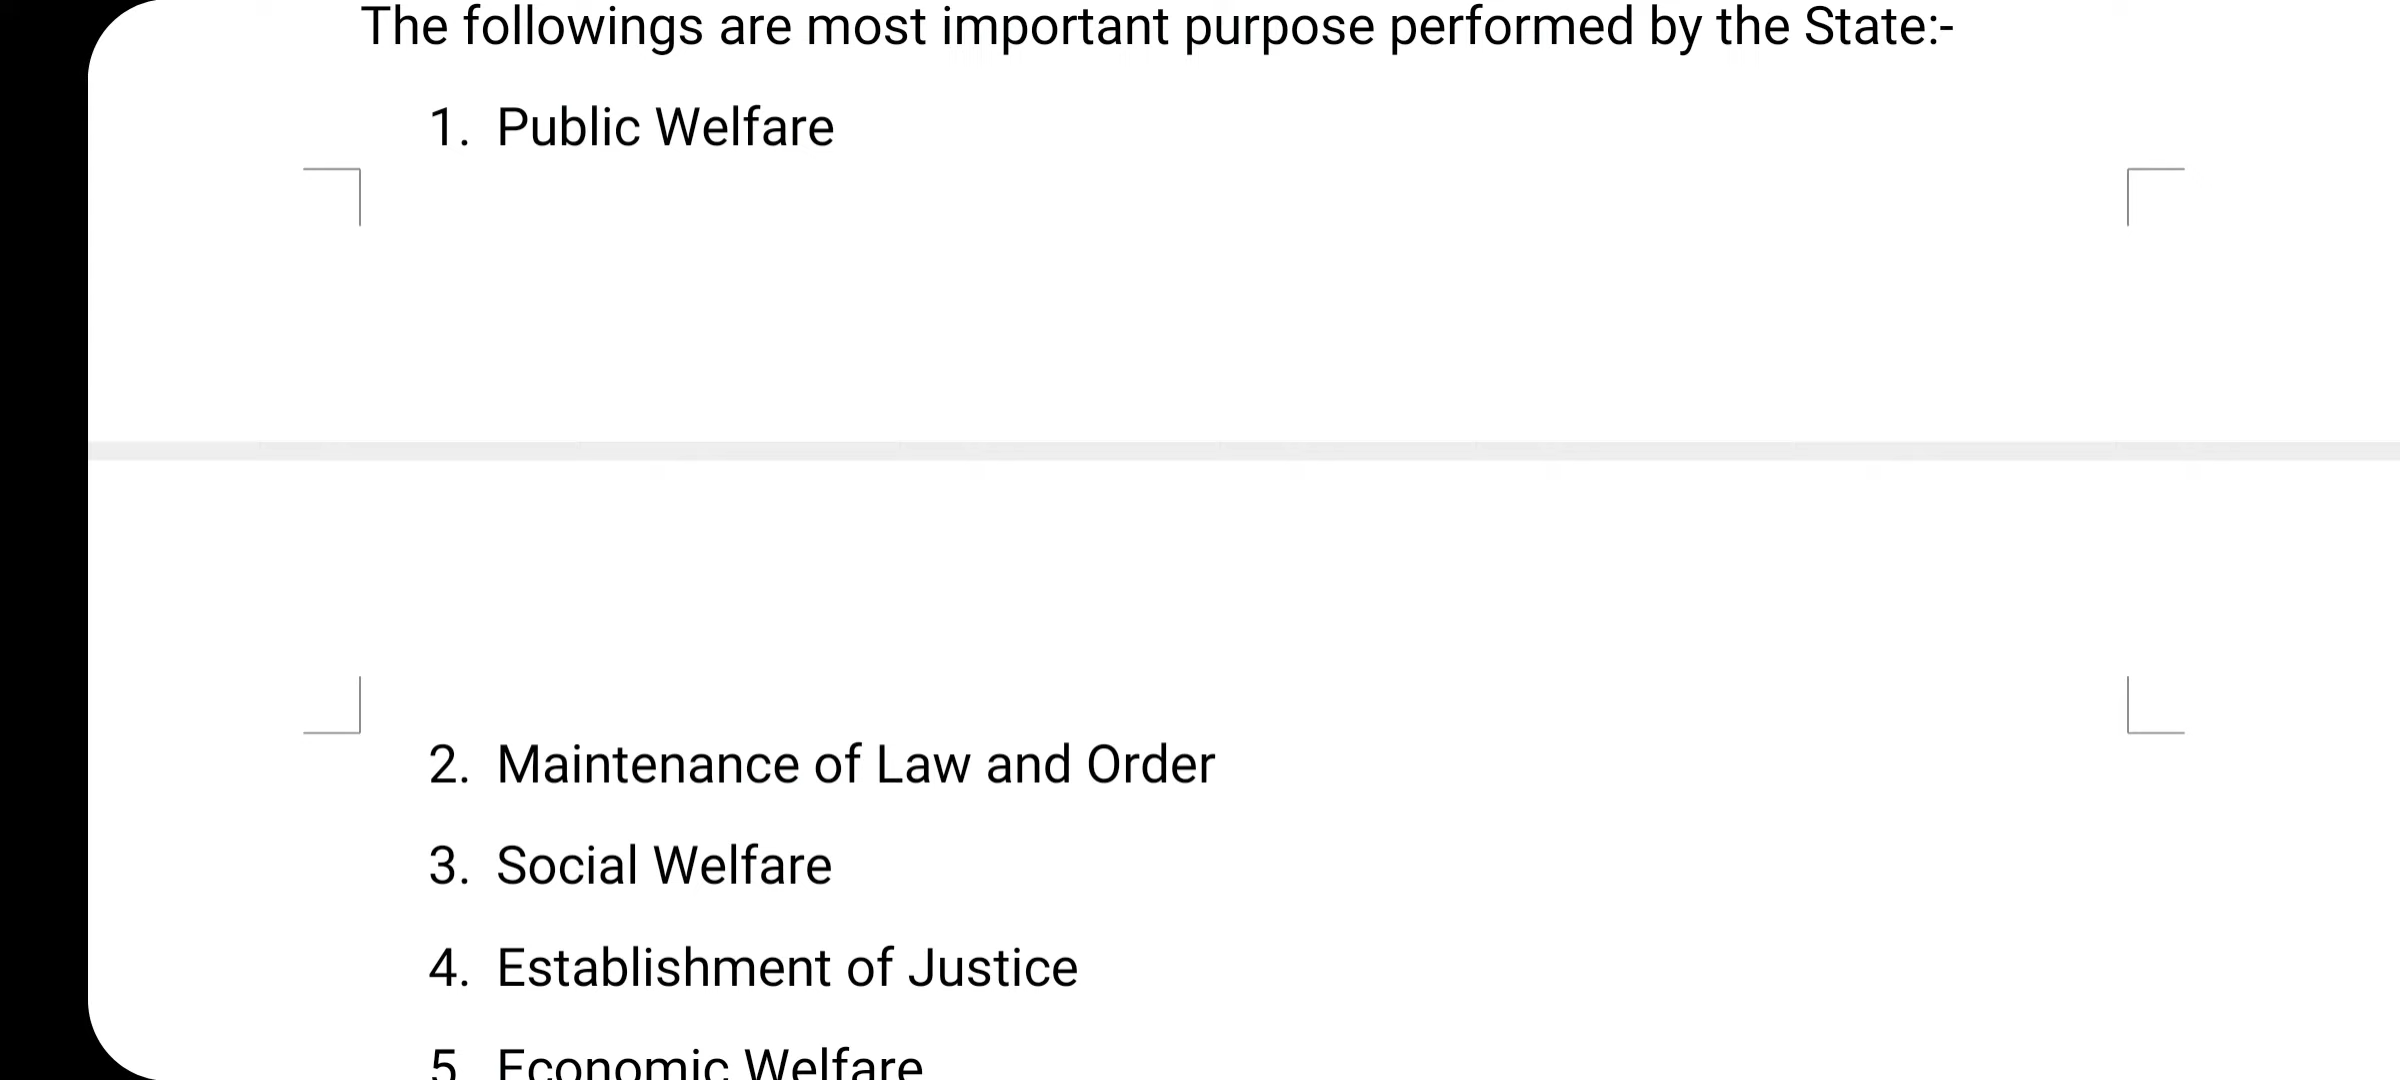 The followings are most important purpose performed by the State:-
1. Public Welfare
2. Maintenance of Law and Order
3. Social Welfare
4. Establishment of Justice
5 Economic Welfare